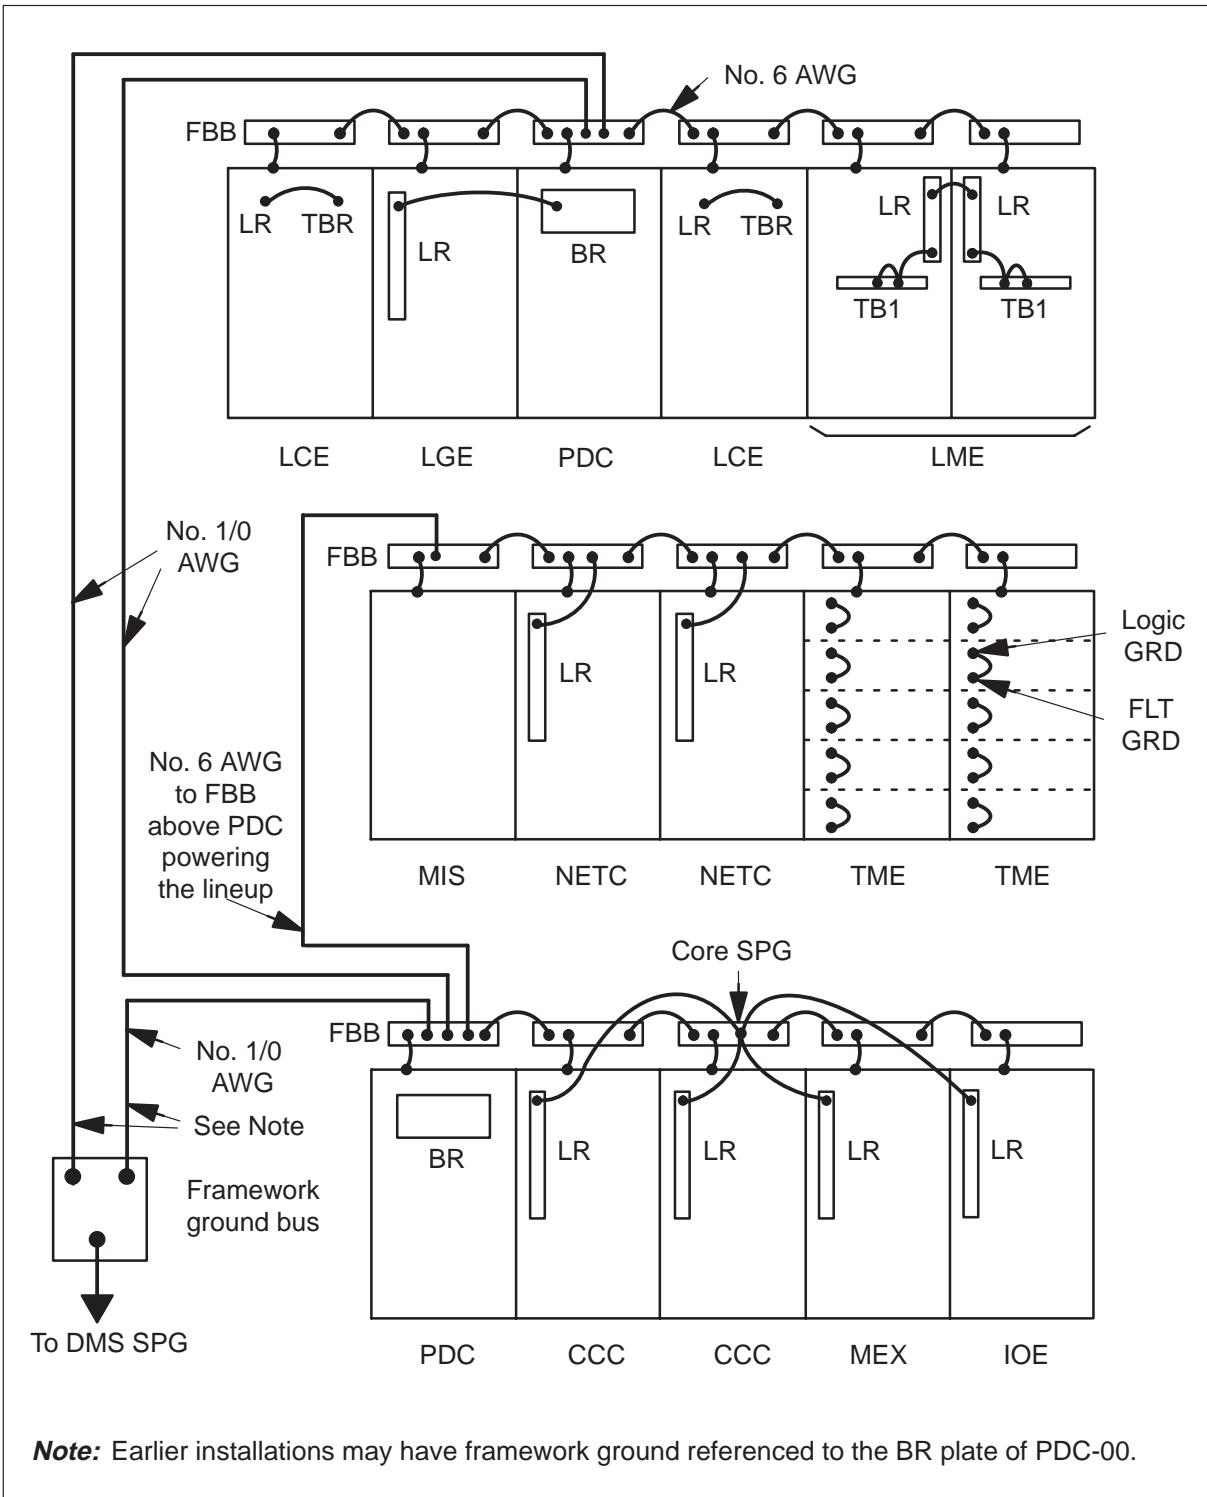 No. 6 AWG
FBB
LR TBR
LR
BR
LR TBR
LR
LR
TB1
TB1
LCE
LGE
PDC
LCE
LME
No. 1/0
AWG
FBB
LR
LR
Logic
GRD
FLT
GRD
No. 6 AWG
to FBB
above PDC
powering
the lineup
MIS
NETC
NETC
TME
TME
Core SPG
FBB
No. 1/0
AWG
See Note
BR
LR
LR
LR
LR
Framework
ground bus
To DMS SPG
PDC
CCC
CCC
MEX
IOE
Note: Earlier installations may have framework ground referenced to the BR plate of PDC-00.